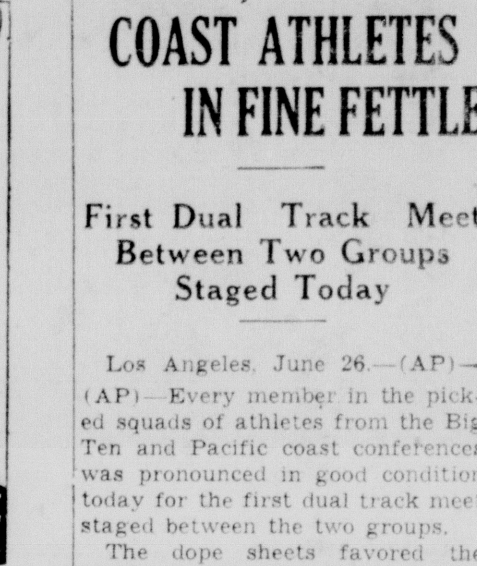 COAST ATHLETES
IN FINE FETTLE
First Dual Track Meet
Between Two Groups
Staged Today
Los Angeles, June 26.—(AP)—
(AP)—Every member in the pick-
ed squads of athletes from the Big
Ten and Pacific coast conferences
was pronounced in good condition
today for the first dual track meet
staged between the two groups.
The dope sheets favored the